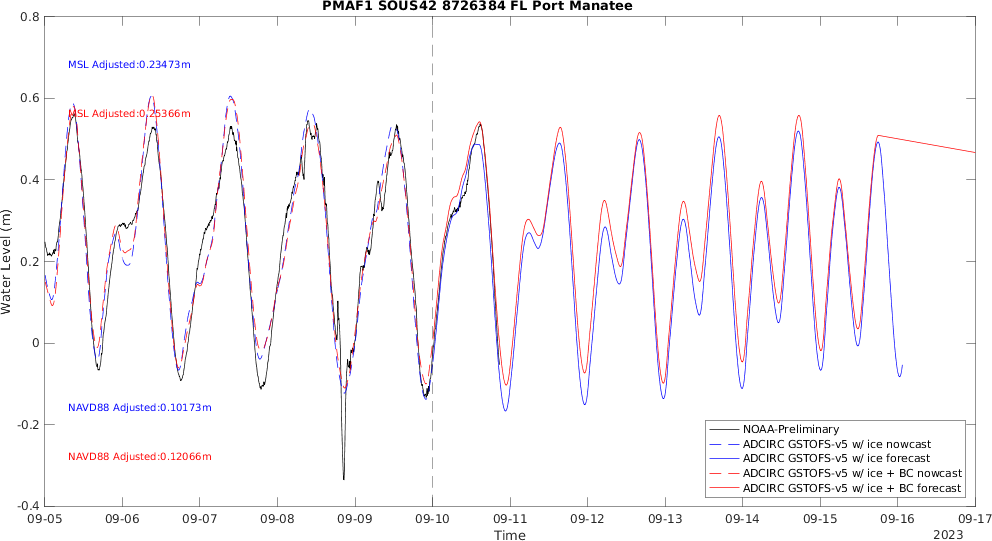 PMAF1 SOUS42 8726384 FL Port Manatee
MSL Adjusted:0.23473m
MSL Adjusted:0.25366m
NAVD88 Adjusted:0.10173m
NAVD88 Adjusted:0.12066m
Water Level (m)
0.8
0.6
0.4
0.2
0
-0.2
-0.4
NOAA-Preliminary
ADCIRC GSTOFS-v5 w/ ice nowcast
ADCIRC GSTOFS-v5 w/ ice forecast
ADCIRC GSTOFS-v5 w/ ice + BC nowcast
ADCIRC GSTOFS-v5 w/ ice + BC forecast
09-05 09-06 09-07 09-08 09-09 09-10 09-11 09-12 09-13 09-14 09-15 09-16 09-17
Time
2023